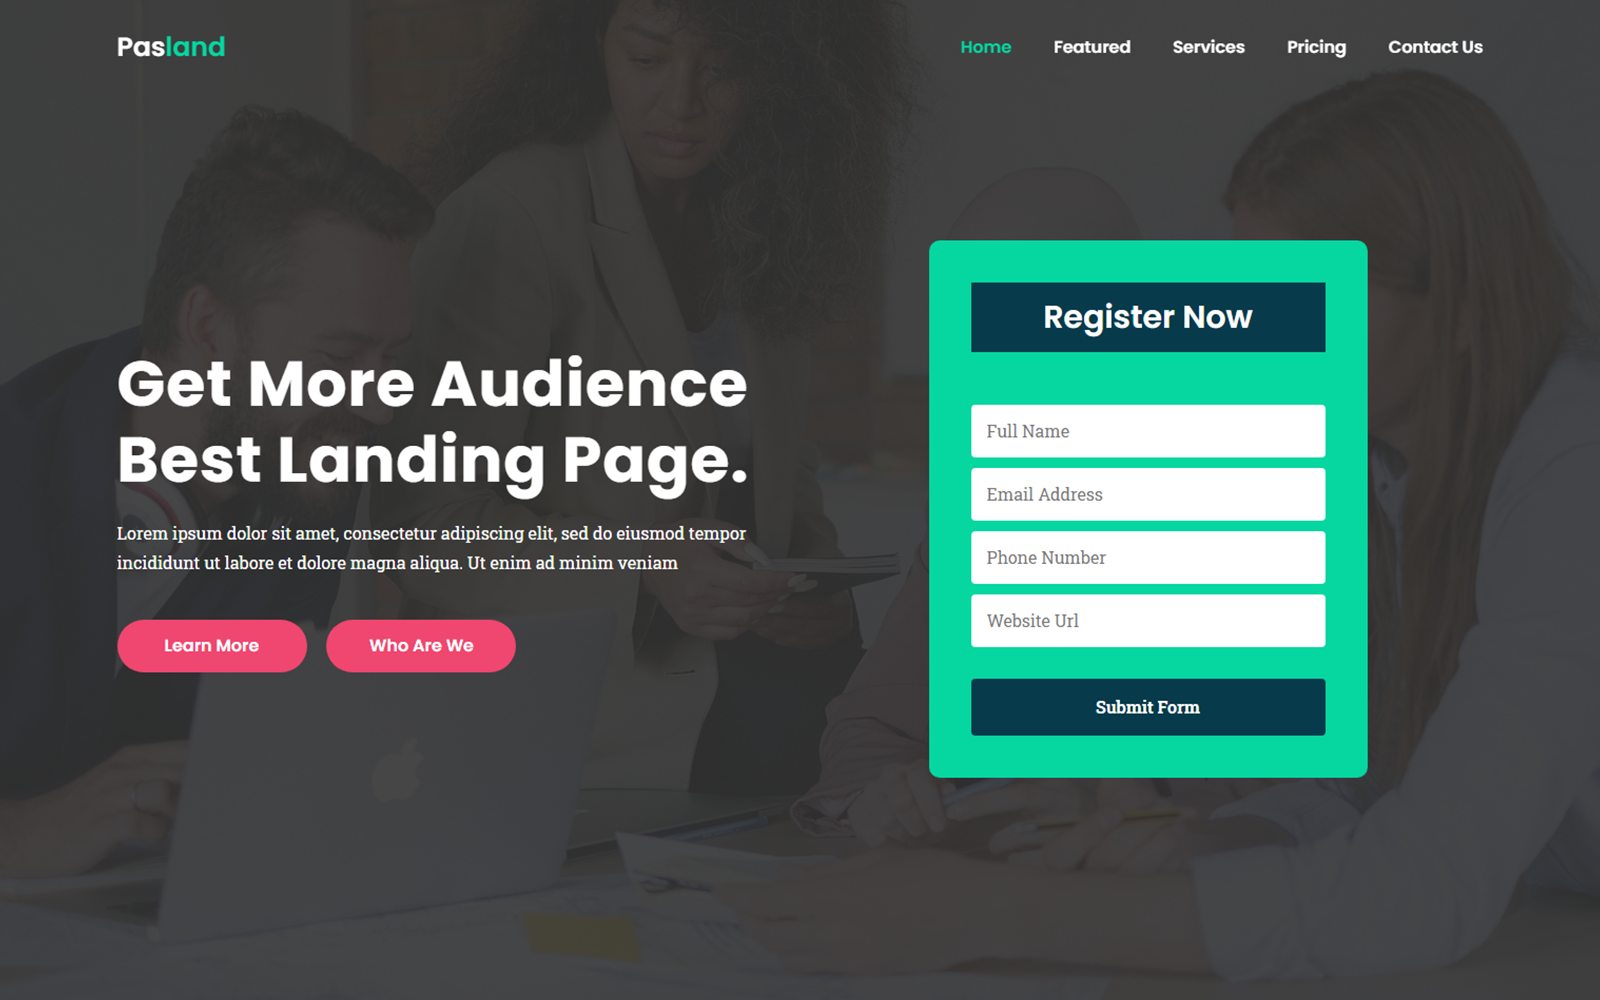 Pasland
Home Featured Services Pricing Contact Us
Get More Audience
Best Landing Page.
Lorem ipsum dolor sit amet, consectetur adipiscing elit, sed do eiusmod tempor
incididunt ut labore et dolore magna aliqua. Ut enim ad minim veniam
Learn More Who Are We
Register Now
Full Name
Email Address
Phone Number
Website Url
Submit Form